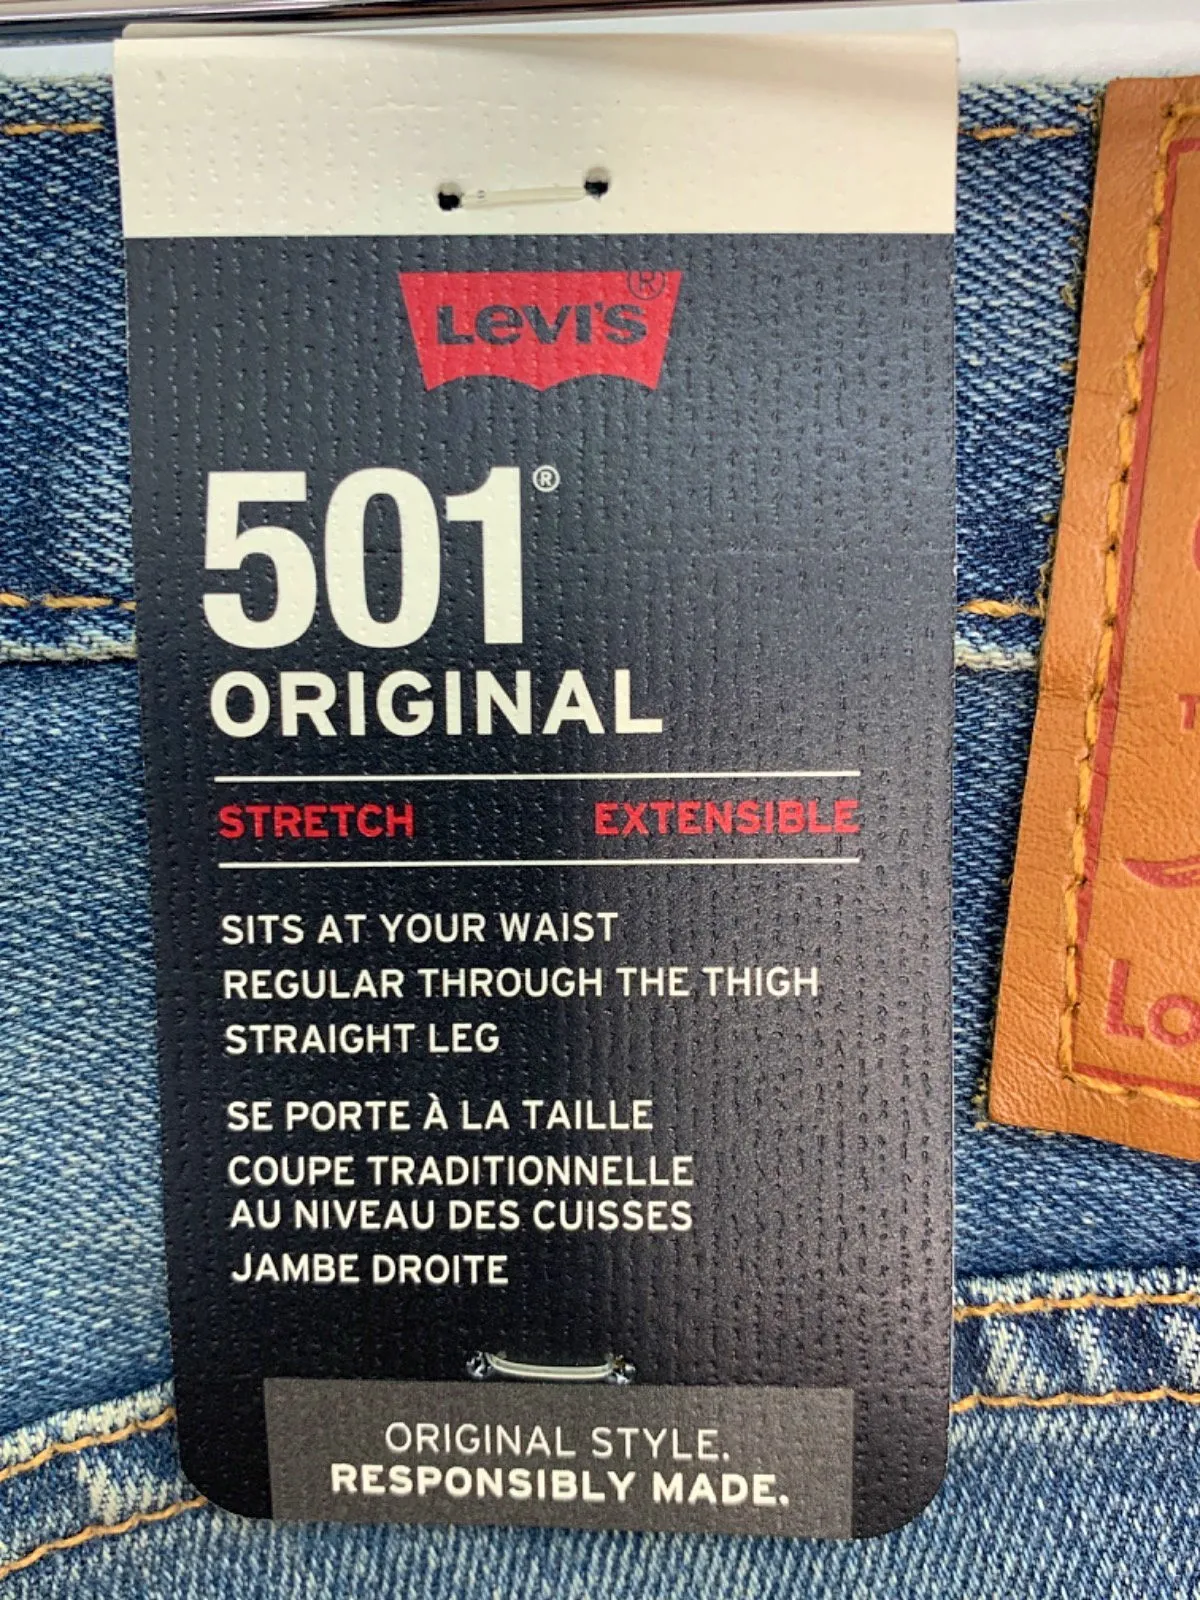 Levi's®
501®
ORIGINAL
STRETCH EXTENSIBLE
SITS AT YOUR WAIST
REGULAR THROUGH THE THIGH
STRAIGHT LEG
SE PORTE À LA TAILLE
COUPE TRADITIONNELLE
AU NIVEAU DES CUISSES
JAMBE DROITE
ORIGINAL STYLE.
RESPONSIBLY MADE.